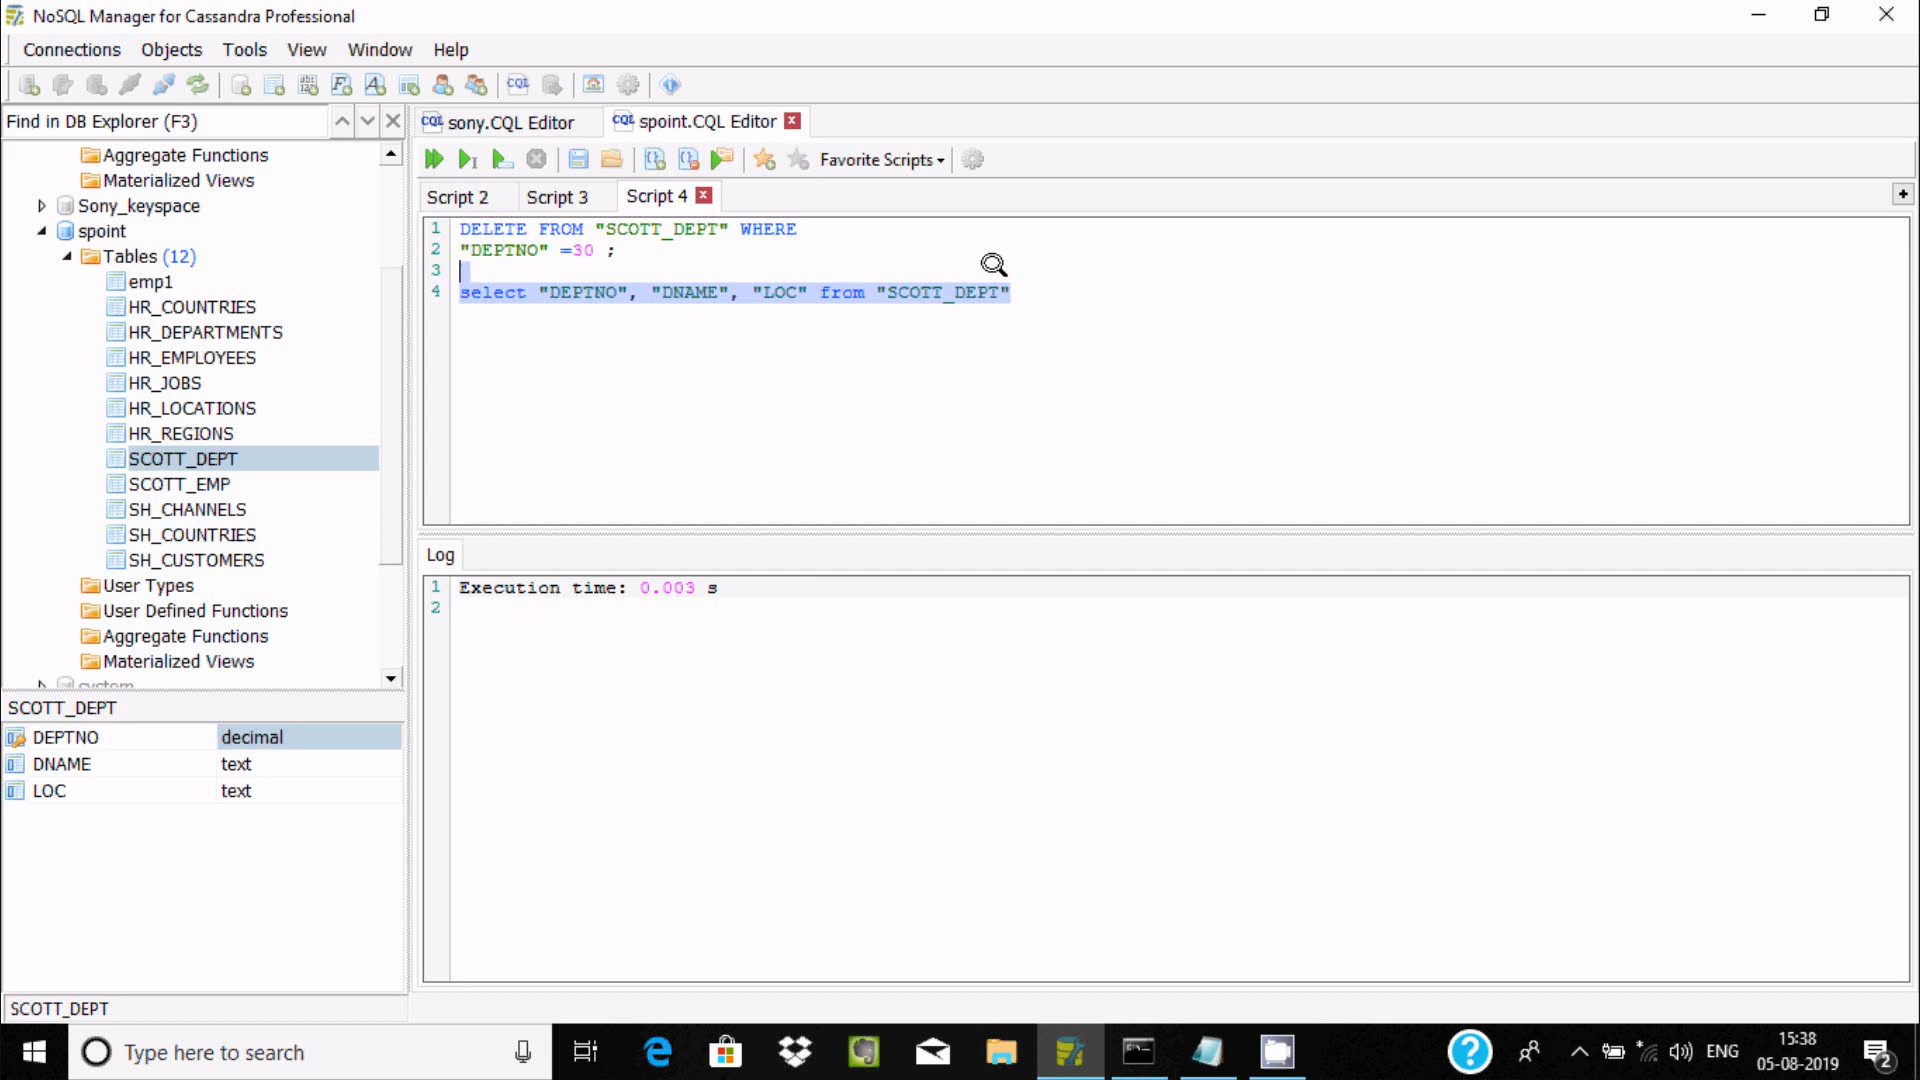 NoSQL Manager for Cassandra Professional
Connections Objects Tools View Window Help
CQL
Find in DB Explorer (F3)
CQL sony.CQL Editor
CQL spoint.CQL Editor
Aggregate Functions
Materialized Views
Sony_keyspace
spoint
Tables (12)
emp1
HR_COUNTRIES
HR_DEPARTMENTS
HR_EMPLOYEES
HR_JOBS
HR_LOCATIONS
HR_REGIONS
SCOTT_DEPT
SCOTT_EMP
SH_CHANNELS
SH_COUNTRIES
SH_CUSTOMERS
User Types
User Defined Functions
Aggregate Functions
Materialized Views
system
Favorite Scripts
Script 2 Script 3 Script 4
1 DELETE FROM "SCOTT_DEPT" WHERE
2 "DEPTNO" =30 ;
3
4 select "DEPTNO", "DNAME", "LOC" from "SCOTT_DEPT"
Log
1 Execution time: 0.003 s
2
SCOTT_DEPT
DEPTNO decimal
DNAME text
LOC text
SCOTT_DEPT
Type here to search
ENG
15:38
05-08-2019
2